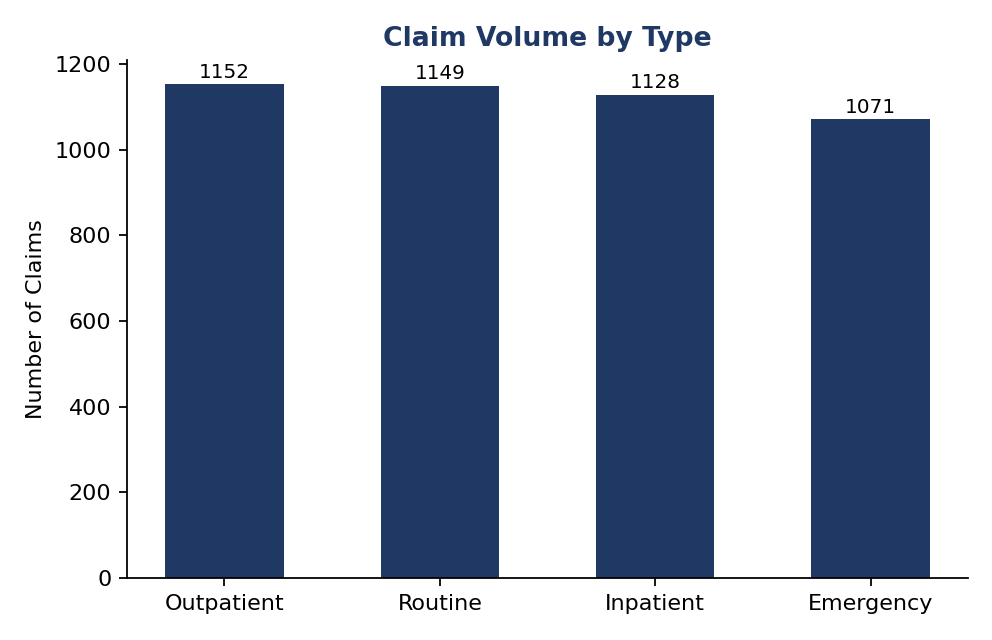 Claim Volume by Type
Number of Claims
1200
1000
800
600
400
200
0
1152
1149
1128
1071
Outpatient
Routine
Inpatient
Emergency